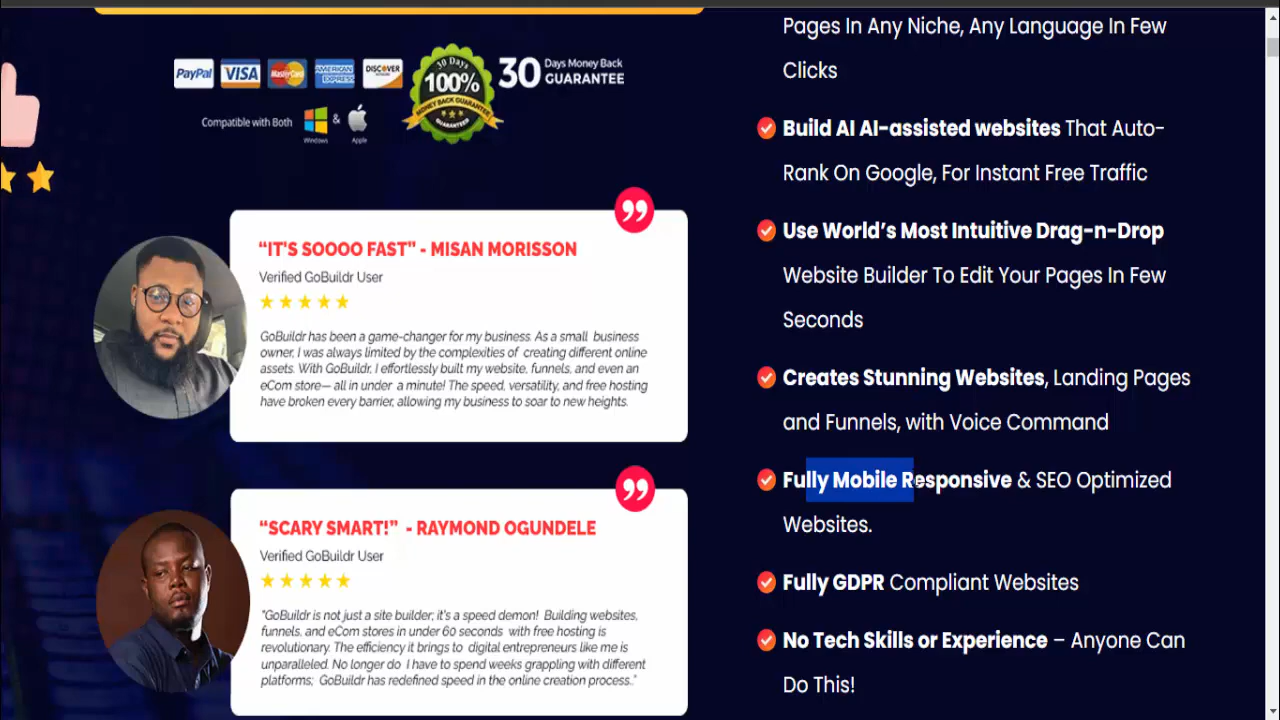 PayPal VISA MasterCard AMERICAN EXPRESS DISCOVER
30 Days
100%
MONEY BACK GUARANTEE
GUARANTEE
30 Days Money Back
GUARANTEE
Compatible with Both
Windows
&
Apple
“IT'S SOOOO FAST” - MISAN MORISSON
Verified GoBuildr User
GoBuildr has been a game-changer for my business. As a small business
owner, I was always limited by the complexities of creating different online
assets. With GoBuildr, I effortlessly built my website, funnels, and even an
eCom store— all in under a minute! The speed, versatility, and free hosting
have broken every barrier, allowing my business to soar to new heights.
“SCARY SMART!” - RAYMOND OGUNDELE
Verified GoBuildr User
"GoBuildr is not just a site builder; it's a speed demon! Building websites,
funnels, and eCom stores in under 60 seconds with free hosting is
revolutionary. The efficiency it brings to digital entrepreneurs like me is
unparalleled. No longer do I have to spend weeks grappling with different
platforms; GoBuildr has redefined speed in the online creation process.."
Pages In Any Niche, Any Language In Few
Clicks
Build AI AI-assisted websites That Auto-
Rank On Google, For Instant Free Traffic
Use World’s Most Intuitive Drag-n-Drop
Website Builder To Edit Your Pages In Few
Seconds
Creates Stunning Websites, Landing Pages
and Funnels, with Voice Command
Fully Mobile Responsive & SEO Optimized
Websites.
Fully GDPR Compliant Websites
No Tech Skills or Experience – Anyone Can
Do This!